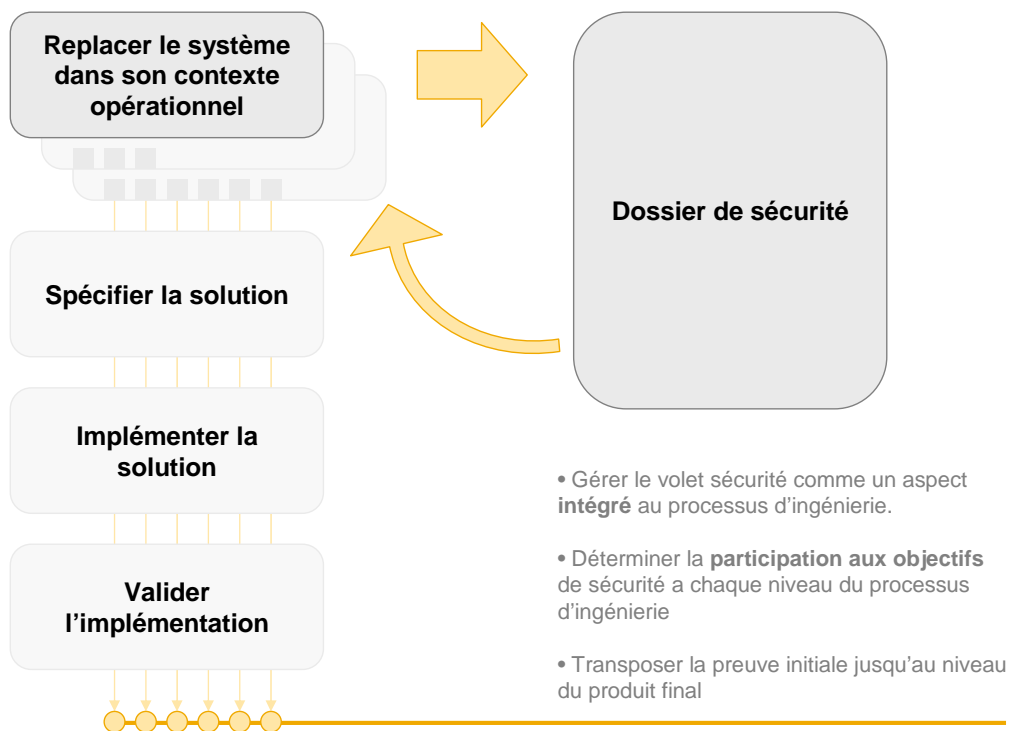 Replacer le système
dans son contexte
opérationnel
Dossier de sécurité
Spécifier la solution
Implémenter la
solution
Valider
l’implémentation
• Gérer le volet sécurité comme un aspect
intégré au processus d’ingénierie.
• Déterminer la participation aux objectifs
de sécurité a chaque niveau du processus
d’ingénierie
• Transposer la preuve initiale jusqu’au niveau
du produit final